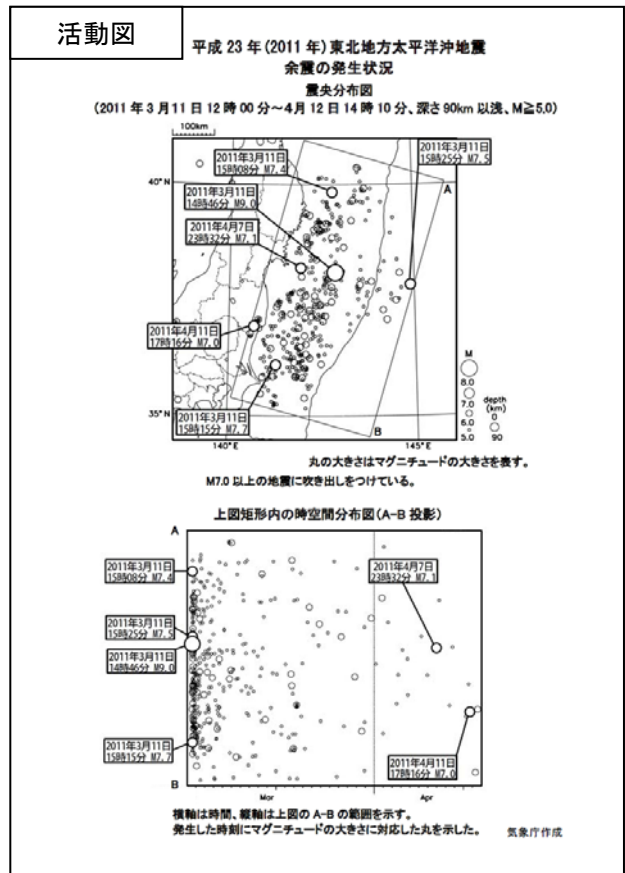 活動図
平成 23 年(2011 年)東北地方太平洋沖地震
余震の発生状況
震央分布図
(2011 年 3 月 11 日 12 時 00 分～4月 12 日 14 時 10 分、深さ 90km 以浅、M≧5.0)
100km
2011年3月11日
15時25分 M7.5
2011年3月11日
15時08分 M7.4
40°N
A
2011年3月11日
14時46分 M9.0
2011年4月7日
23時32分 M7.1
2011年4月11日
17時16分 M7.0
M
8.0
7.0
6.0
5.0
depth
(km)
0
90
35°N
2011年3月11日
15時15分 M7.7
B
140°E
145°E
丸の大きさはマグニチュードの大きさを表す。
M7.0 以上の地震に吹き出しをつけている。
上図矩形内の時空間分布図(A-B 投影)
A
2011年3月11日
15時08分 M7.4
2011年4月7日
23時32分 M7.1
2011年3月11日
15時25分 M7.5
2011年3月11日
14時46分 M9.0
2011年3月11日
15時15分 M7.7
2011年4月11日
17時16分 M7.0
B
Mar
Apr
横軸は時間、縦軸は上図の A-B の範囲を示す。
発生した時刻にマグニチュードの大きさに対応した丸を示した。
気象庁作成